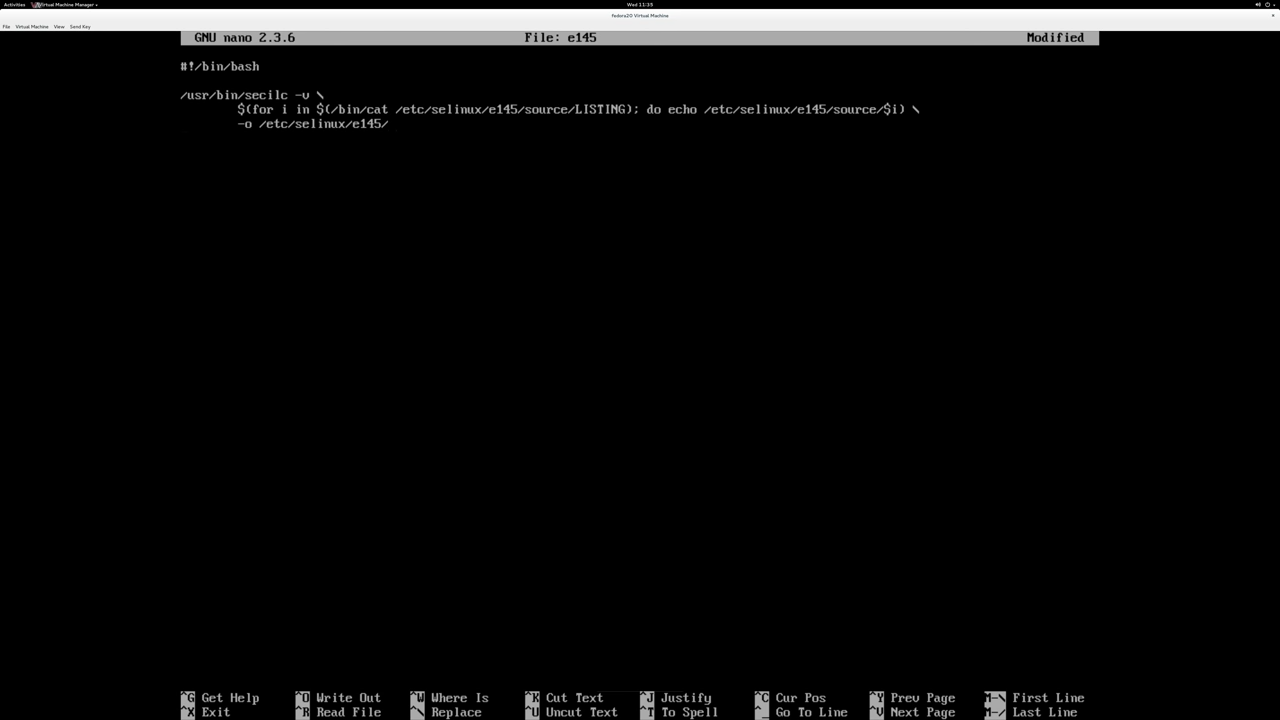 Activities Virtual Machine Manager Wed 11:35
Fedora20 Virtual Machine
File Virtual Machine View Send Key
GNU nano 2.3.6 File: e145 Modified
#!/bin/bash
/usr/bin/secilc -v \
$(for i in $(/bin/cat /etc/selinux/e145/source/LISTING); do echo /etc/selinux/e145/source/$i) \
-o /etc/selinux/e145/
^G Get Help ^O Write Out ^W Where Is ^K Cut Text ^J Justify ^C Cur Pos ^Y Prev Page M-\ First Line
^X Exit ^R Read File ^\ Replace ^U Uncut Text ^T To Spell ^_ Go To Line ^V Next Page M-/ Last Line